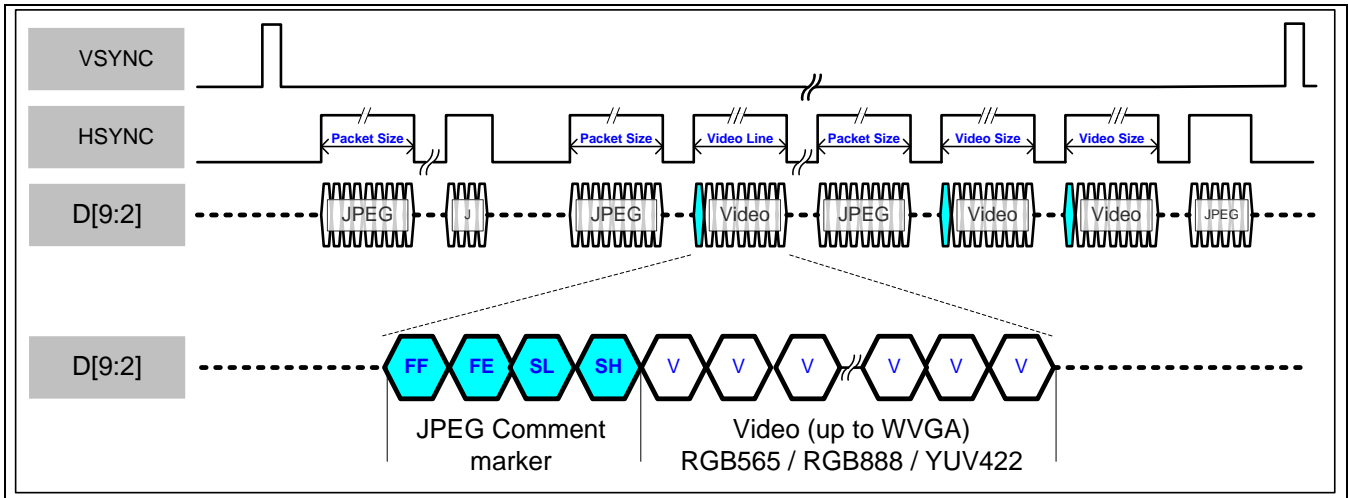 VSYNC
HSYNC
Packet Size
Packet Size
Video Line
Packet Size
Video Size
Video Size
D[9:2]
JPEG
J
JPEG
Video
JPEG
Video
Video
JPEG
D[9:2]
FF
FE
SL
SH
V
V
V
V
V
V
JPEG Comment
marker
Video (up to WVGA)
RGB565 / RGB888 / YUV422